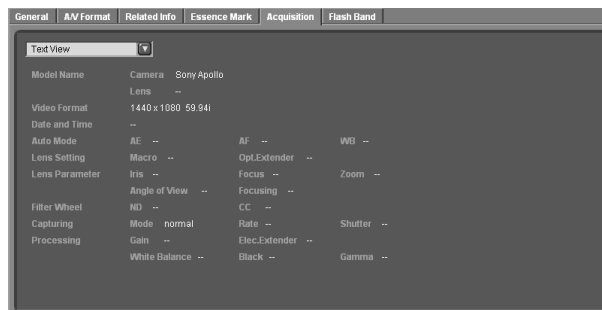 General A/V Format Related Info Essence Mark Acquisition Flash Band
Text View
Model Name Camera Sony Apollo
Lens --
Video Format 1440 x 1080 59.94i
Date and Time --
Auto Mode AE -- AF -- WB --
Lens Setting Macro -- Opt.Extender --
Lens Parameter Iris -- Focus -- Zoom --
Angle of View -- Focusing --
Filter Wheel ND -- CC --
Capturing Mode normal Rate -- Shutter --
Processing Gain -- Elec.Extender --
White Balance -- Black -- Gamma --